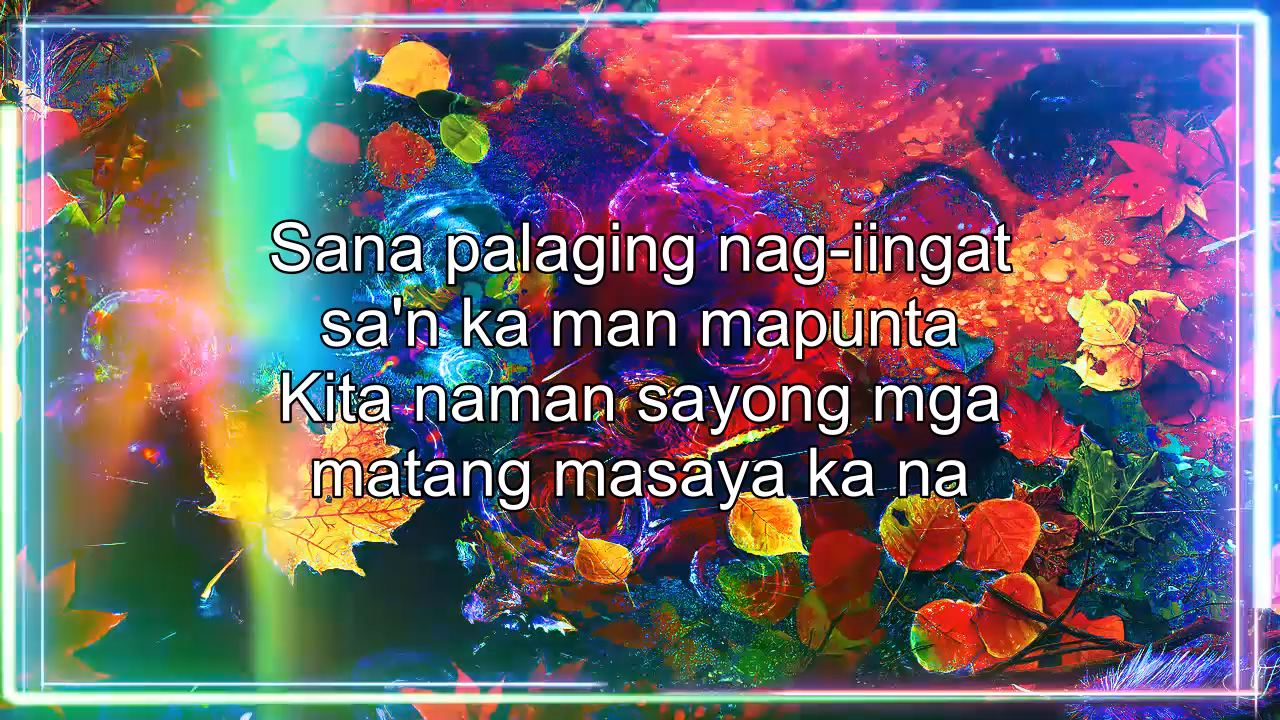 Sana palaging nag-iingat
sa'n ka man mapunta
Kita naman sayong mga
matang masaya ka na